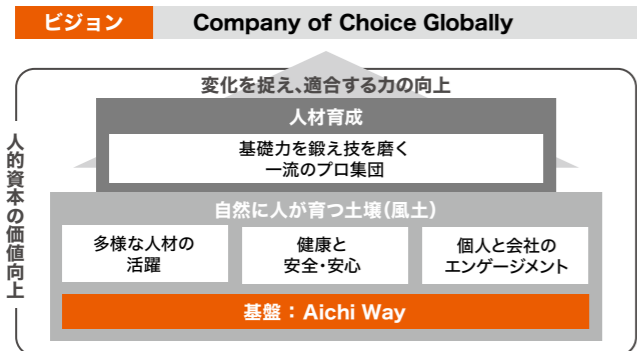 ビジョン
Company of Choice Globally
変化を捉え、適合する力の向上
人材育成
基礎力を鍛え技を磨く
一流のプロ集団
人的資本の価値向上
自然に人が育つ土壌(風土)
多様な人材の
活躍
健康と
安全・安心
個人と会社の
エンゲージメント
基盤：Aichi Way